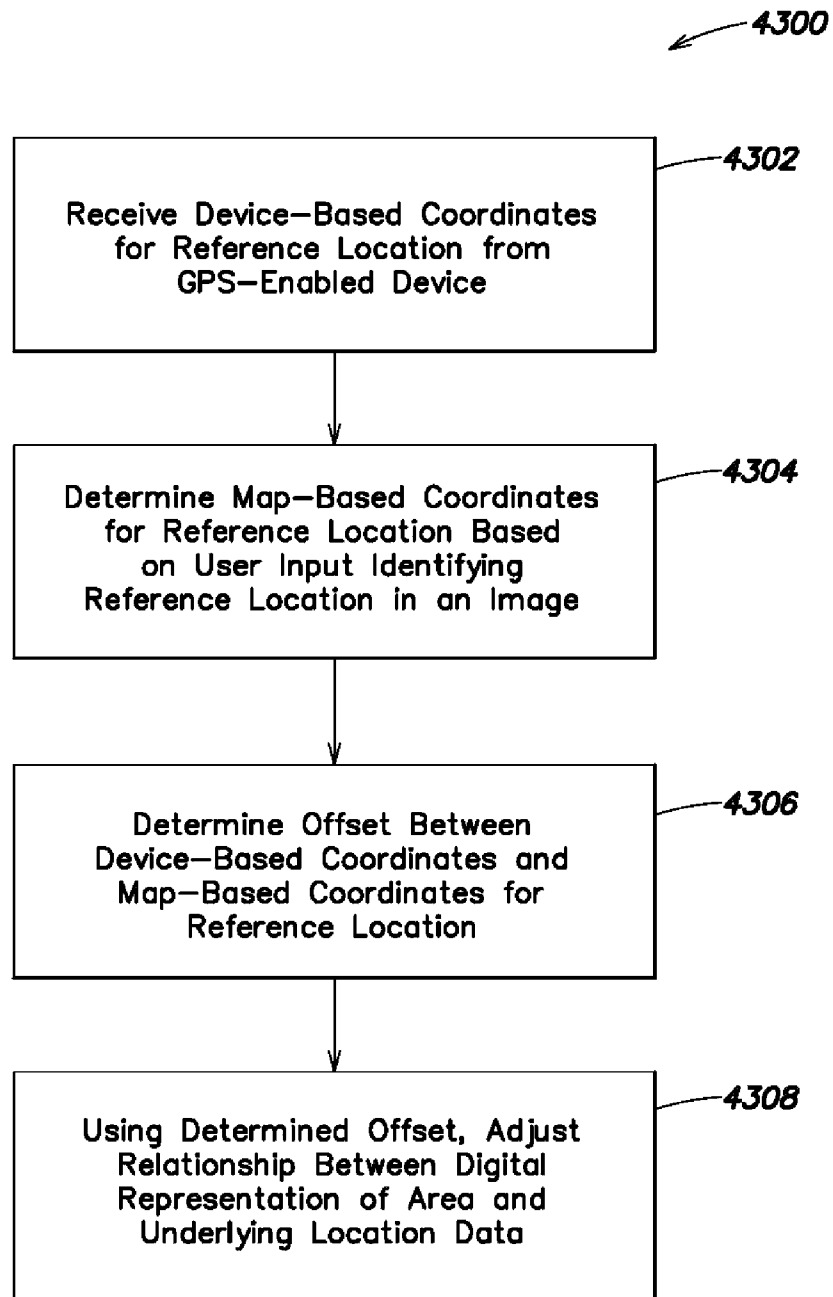 4300
4302
Receive Device-Based Coordinates
for Reference Location from
GPS-Enabled Device
4304
Determine Map-Based Coordinates
for Reference Location Based
on User Input Identifying
Reference Location in an Image
4306
Determine Offset Between
Device-Based Coordinates and
Map-Based Coordinates for
Reference Location
4308
Using Determined Offset, Adjust
Relationship Between Digital
Representation of Area and
Underlying Location Data